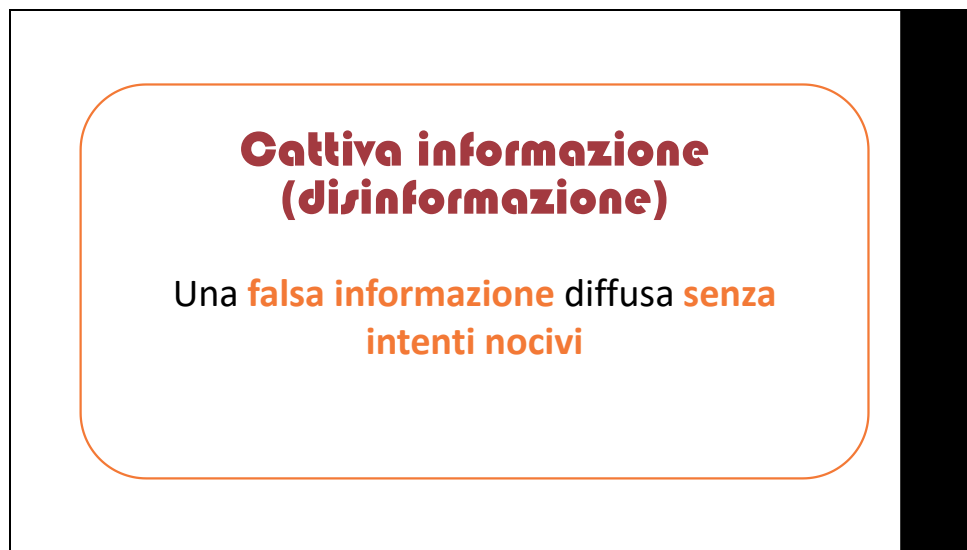 Cattiva informazione
(disinformazione)
Una falsa informazione diffusa senza
intenti nocivi